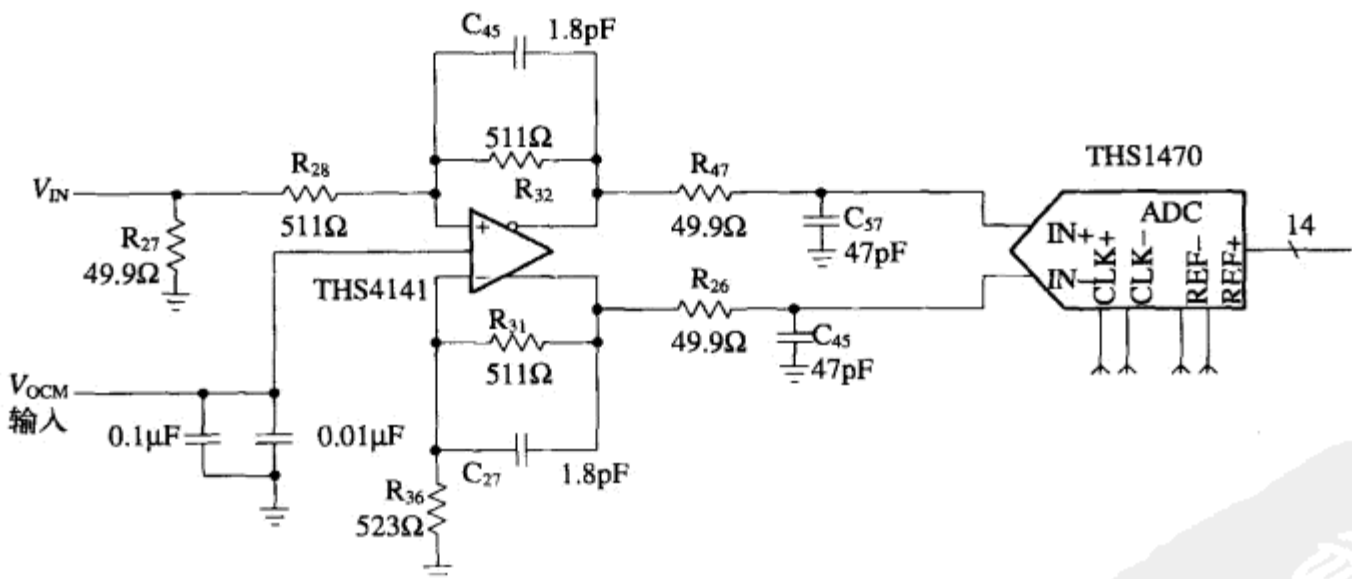 C45 1.8pF
511Ω
R32
R28
511Ω
VIN
R27
49.9Ω
R47
49.9Ω
C57
47pF
THS1470
ADC
IN+
IN−
CLK+
CLK−
REF−
REF+
14
+
−
THS4141
R26
49.9Ω
C45
47pF
R31
511Ω
VOCM
输入
0.1μF
0.01μF
C27
1.8pF
R36
523Ω